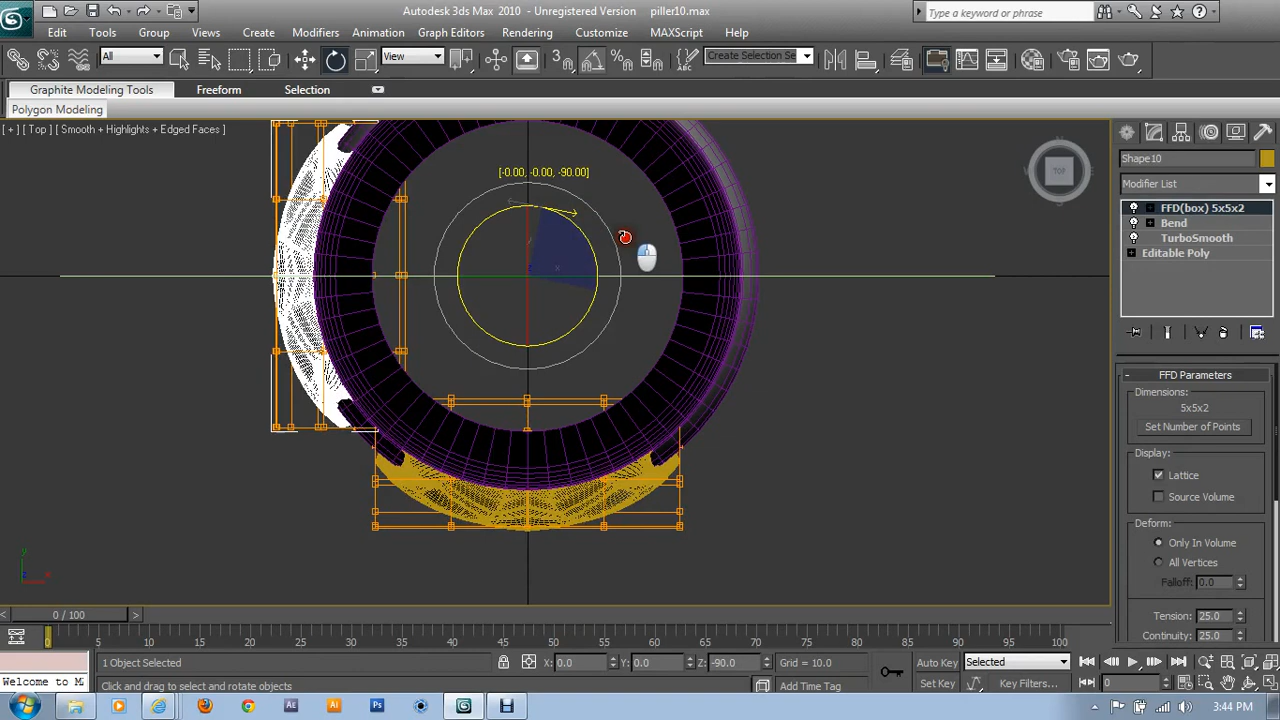 Autodesk 3ds Max 2010 - Unregistered Version piller10.max
Type a keyword or phrase
Edit Tools Group Views Create Modifiers Animation Graph Editors Rendering Customize MAXScript Help
All View Create Selection Se
Graphite Modeling Tools Freeform Selection
Polygon Modeling
[ + ] [ Top ] [ Smooth + Highlights + Edged Faces ]
[-0.00, -0.00, -90.00]
TOP
Shape10
Modifier List
FFD(box) 5x5x2
Bend
TurboSmooth
Editable Poly
- FFD Parameters
Dimensions:
5x5x2
Set Number of Points
Display:
Lattice
Source Volume
Deform:
Only In Volume
All Vertices
Falloff: 0.0
Tension: 25.0
Continuity: 25.0
0 / 100
0 5 10 15 20 25 30 35 40 45 50 55 60 65 70 75 80 85 90 95 100
1 Object Selected X: 0.0 Y: 0.0 Z: -90.0 Grid = 10.0 Auto Key Selected
Welcome to M Click and drag to select and rotate objects Add Time Tag Set Key Key Filters... 0
3:44 PM